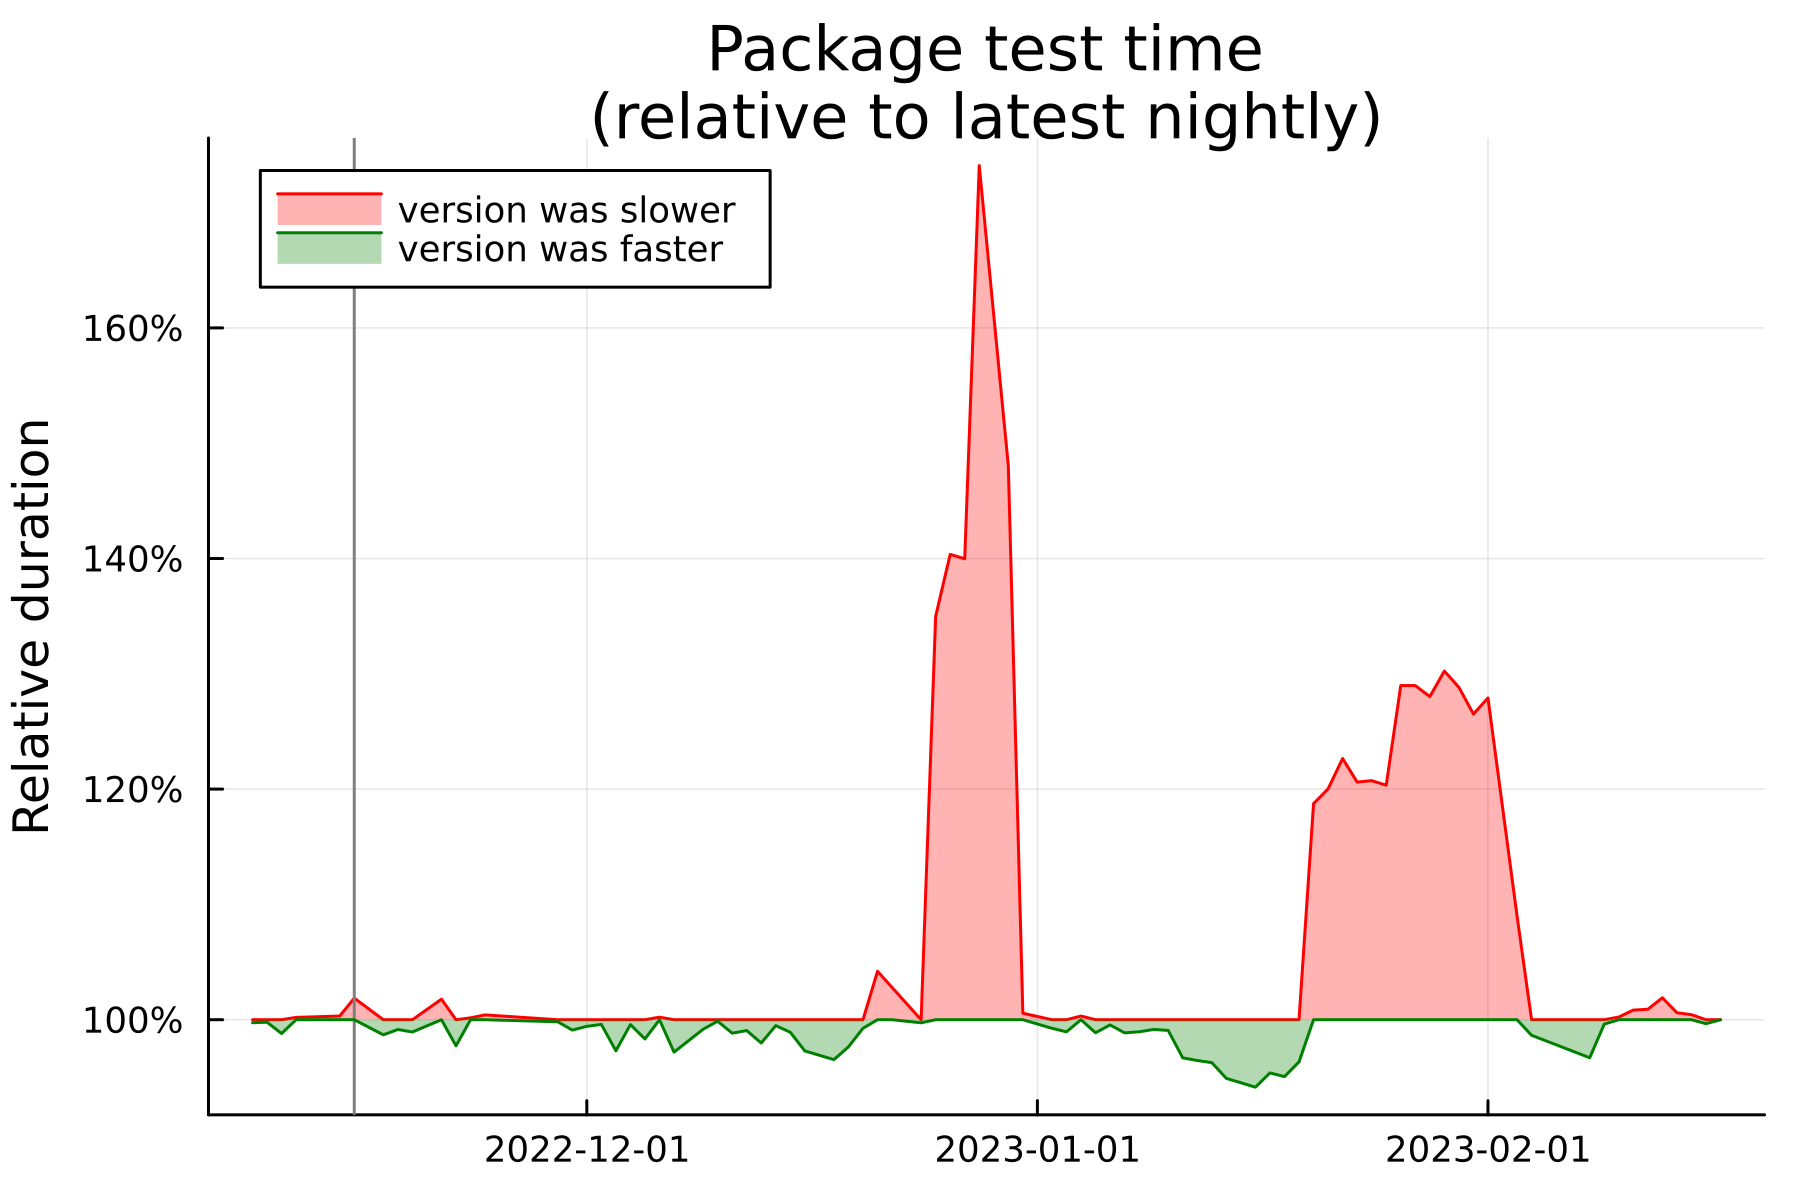 Package test time
(relative to latest nightly)
version was slower
version was faster
160%
140%
120%
100%
Relative duration
2022-12-01
2023-01-01
2023-02-01